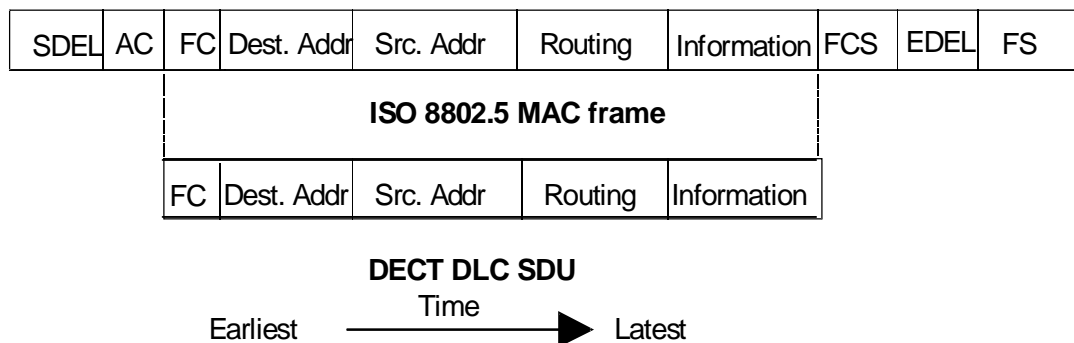 SDEL AC FC Dest. Addr Src. Addr Routing Information FCS EDEL FS
ISO 8802.5 MAC frame
FC Dest. Addr Src. Addr Routing Information
DECT DLC SDU
Time
Earliest Latest